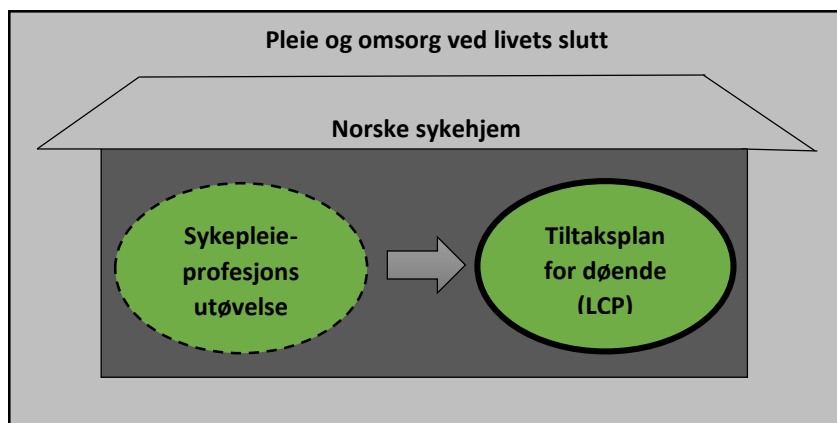 Pleie og omsorg ved livets slutt
Norske sykehjem
Sykepleie-
profesjons
utøvelse
Tiltaksplan
for døende
(LCP)